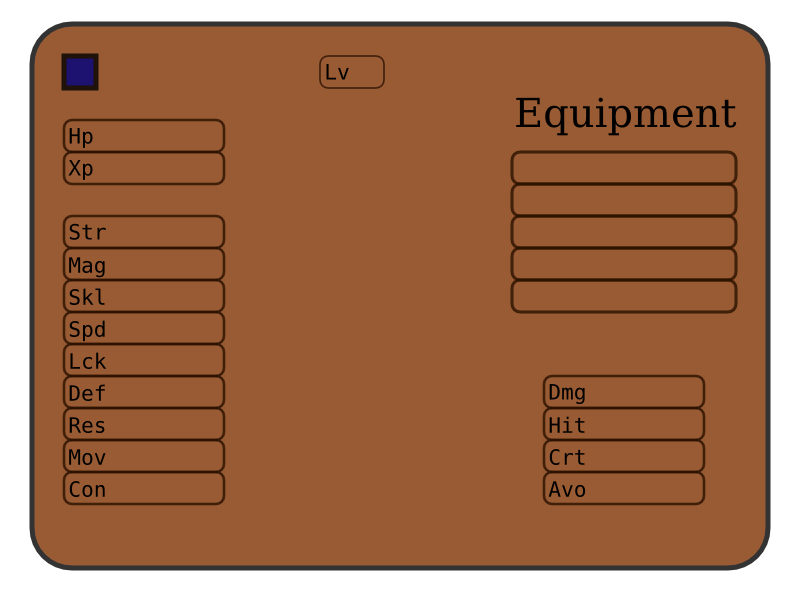 Lv
Equipment
Hp
Xp
Str
Mag
Skl
Spd
Lck
Def
Res
Mov
Con
Dmg
Hit
Crt
Avo